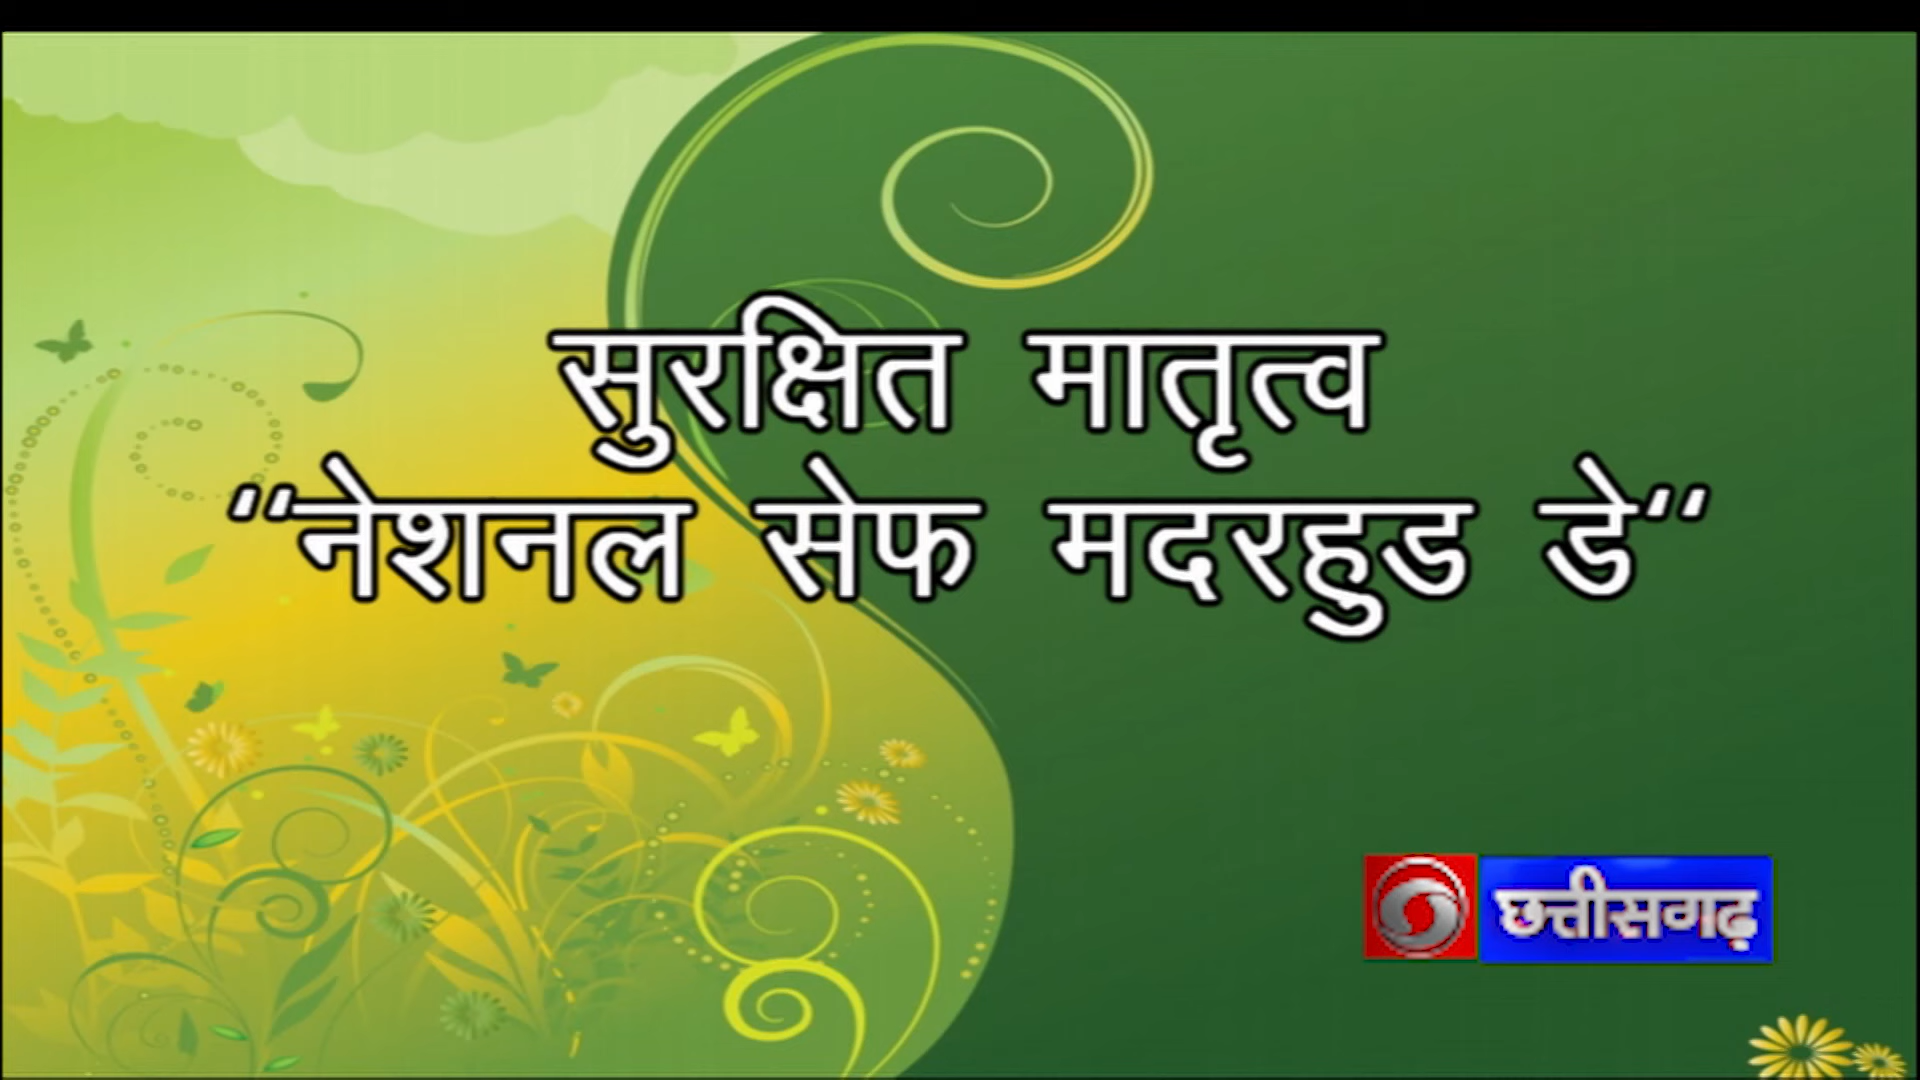 सुरक्षित मातृत्व
“नेशनल सेफ मदरहुड डे“
छत्तीसगढ़